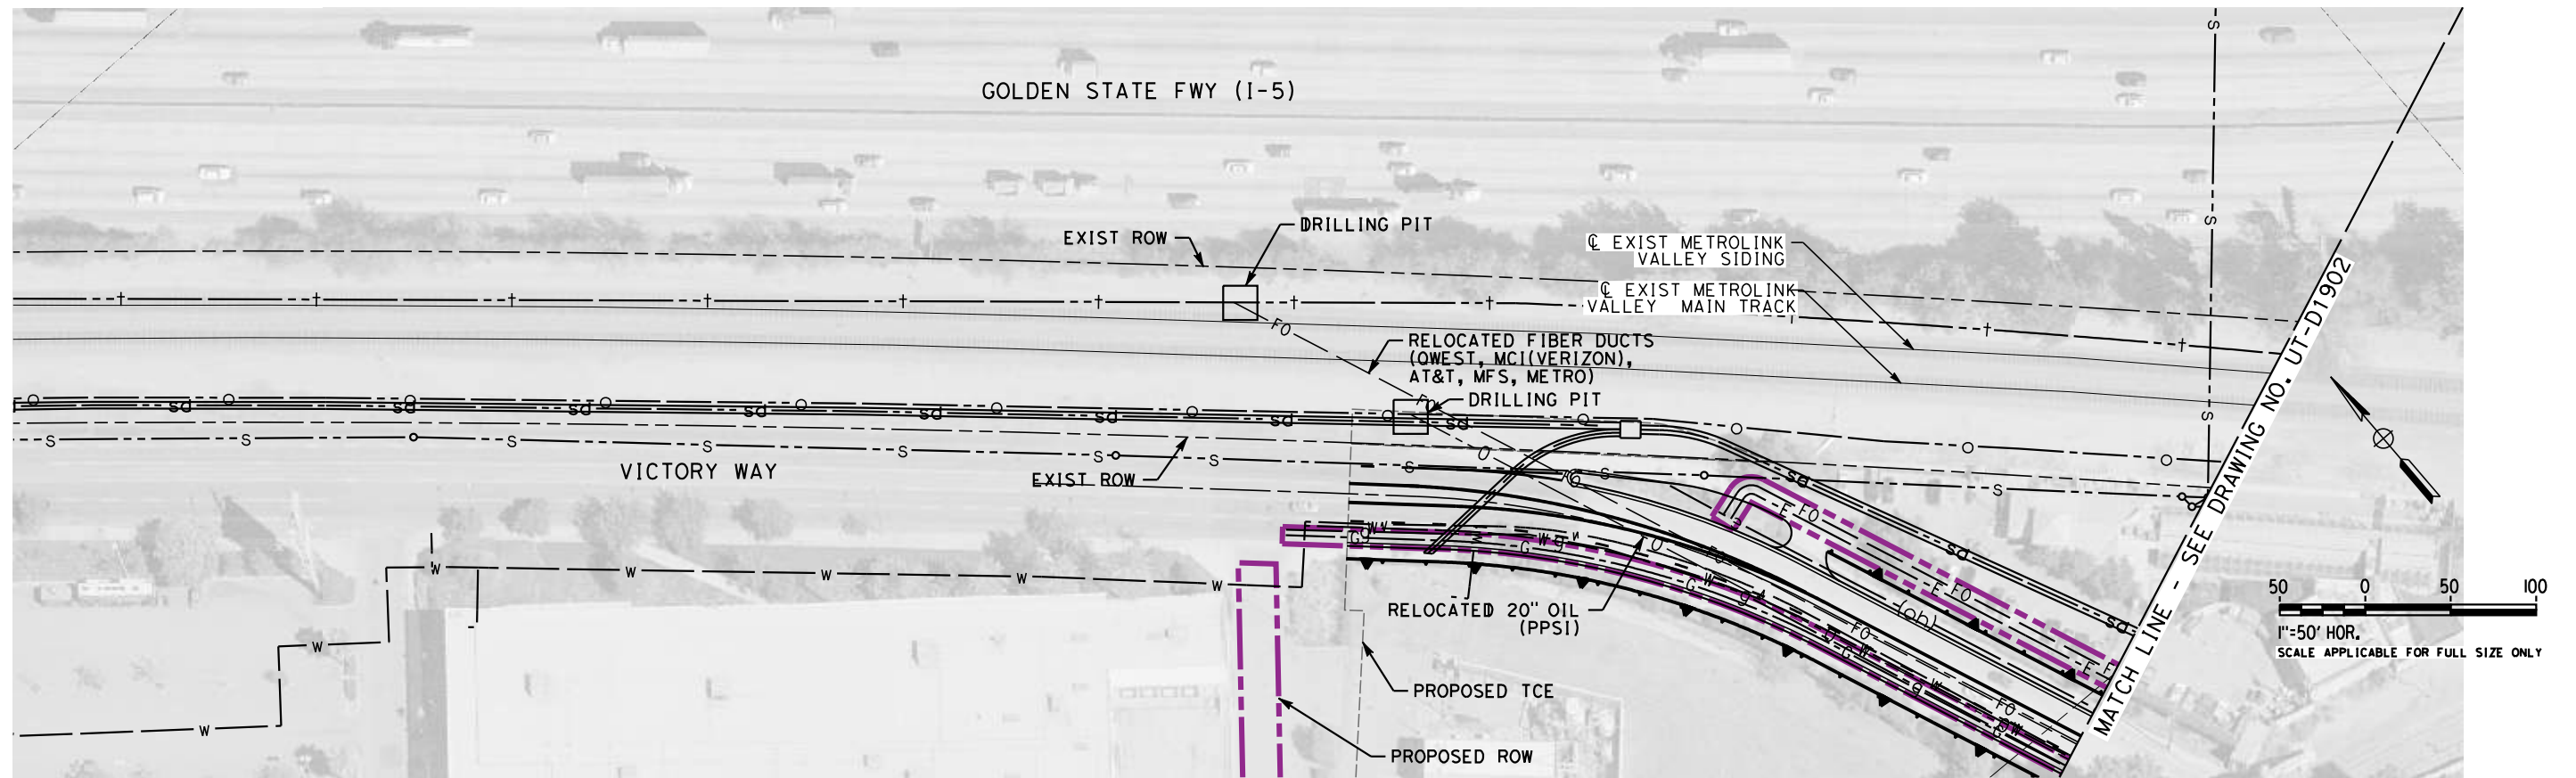 GOLDEN STATE FWY (I-5)
DRILLING PIT
EXIST ROW
℄ EXIST METROLINK
VALLEY SIDING
℄ EXIST METROLINK
VALLEY MAIN TRACK
RELOCATED FIBER DUCTS
(QWEST, MCI(VERIZON),
AT&T, MFS, METRO)
DRILLING PIT
VICTORY WAY
EXIST ROW
RELOCATED 20" OIL
(PPSI)
PROPOSED TCE
PROPOSED ROW
MATCH LINE - SEE DRAWING NO. UT-D1902
50 0 50 100
1"=50' HOR.
SCALE APPLICABLE FOR FULL SIZE ONLY